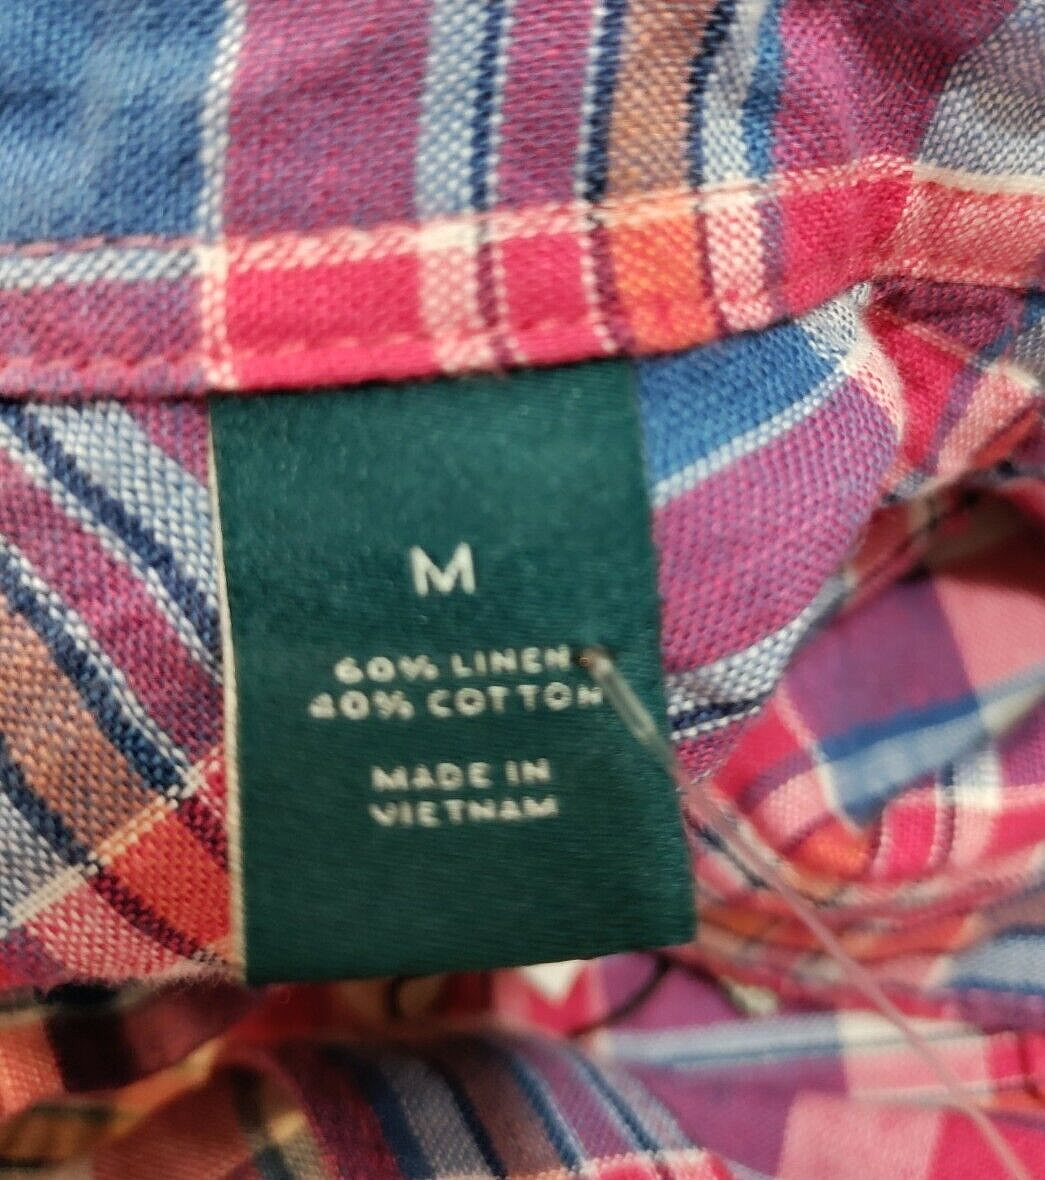 M
60% LINEN
40% COTTON
MADE IN
VIETNAM